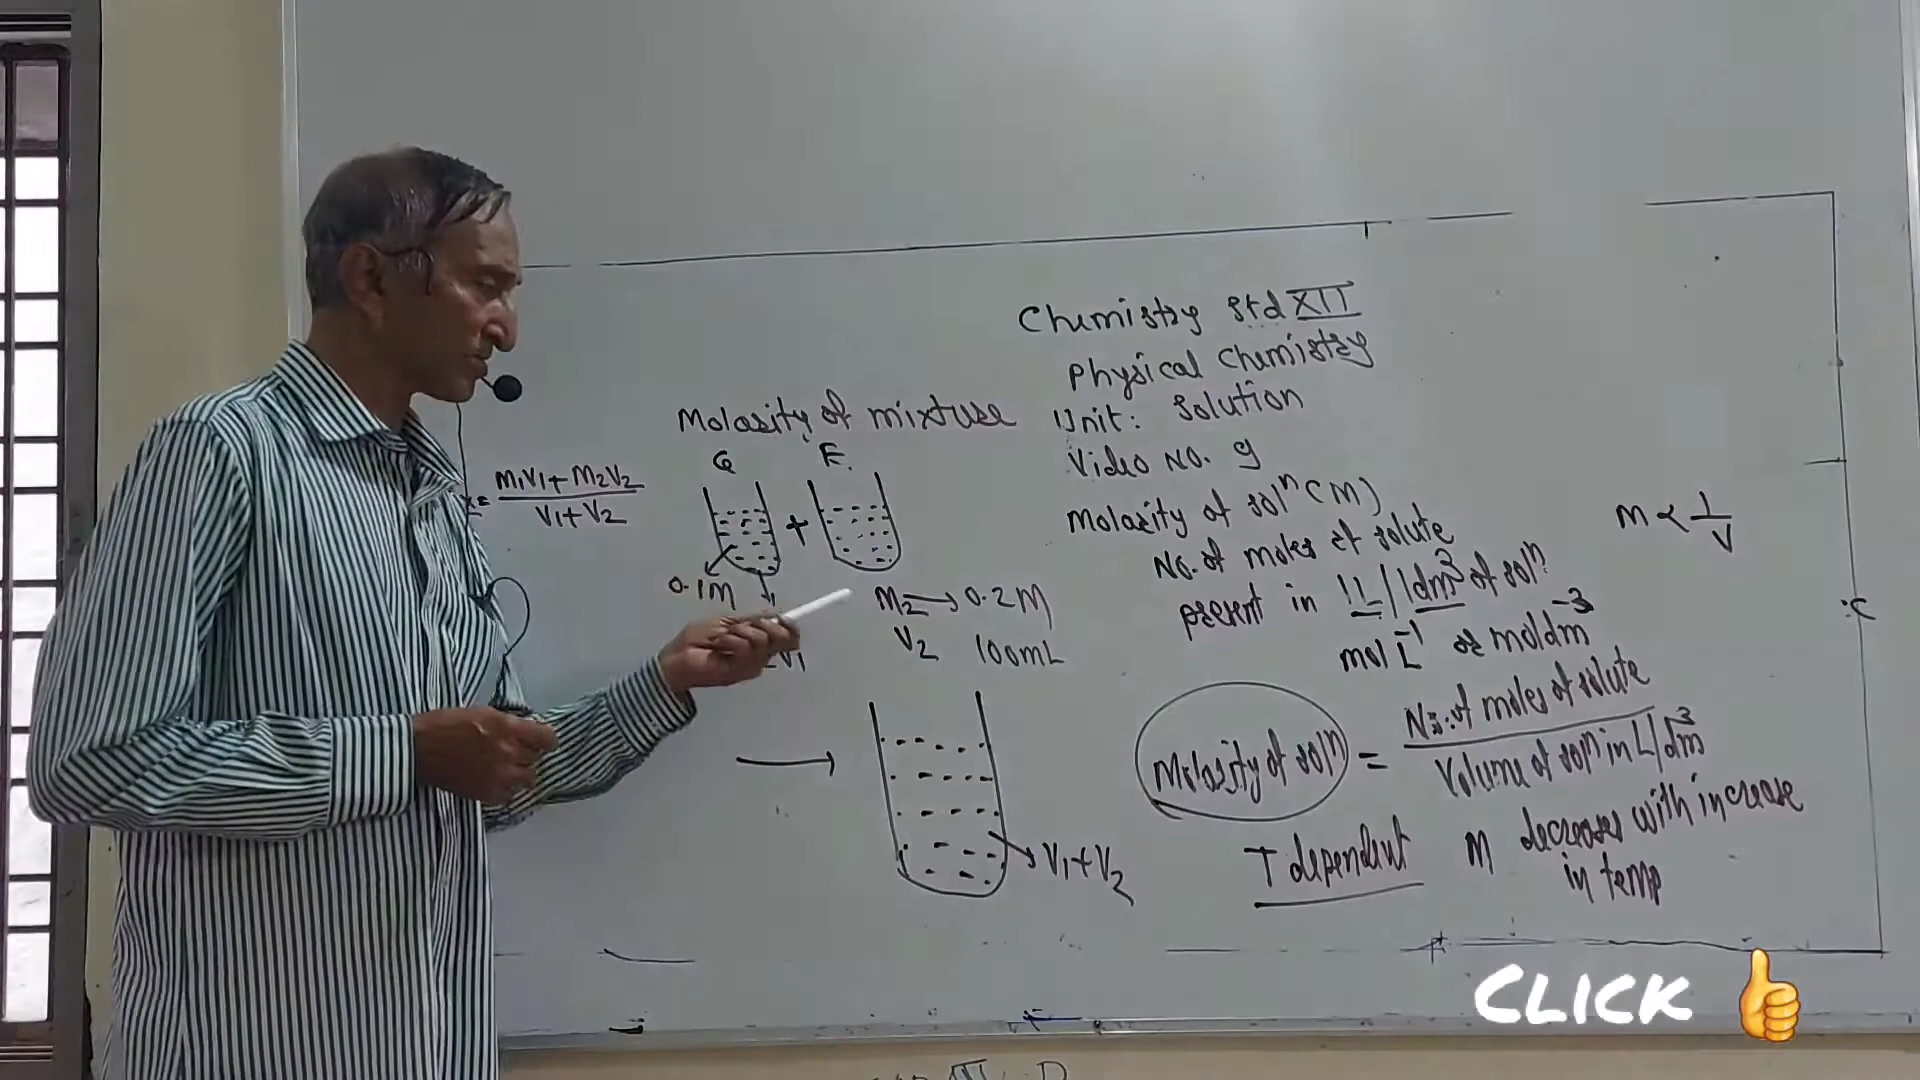 Chemistry std XII
Physical Chemistry
Unit: Solution
Video No. 9
Molarity of mixture
G E.
M1V1 + M2V2
V1 + V2
+
0.1M
M2 → 0.2M
V2 100mL
V1+V2
Molarity of solⁿ (M)
No. of moles of solute
present in 1L/1dm³ of solⁿ
mol L⁻¹ or mol dm⁻³
Molarity of solⁿ = No. of moles of solute
Volume of solⁿ in L/dm³
T dependent M decreases with increase
in temp
M ∝ 1/V
CLICK 👍